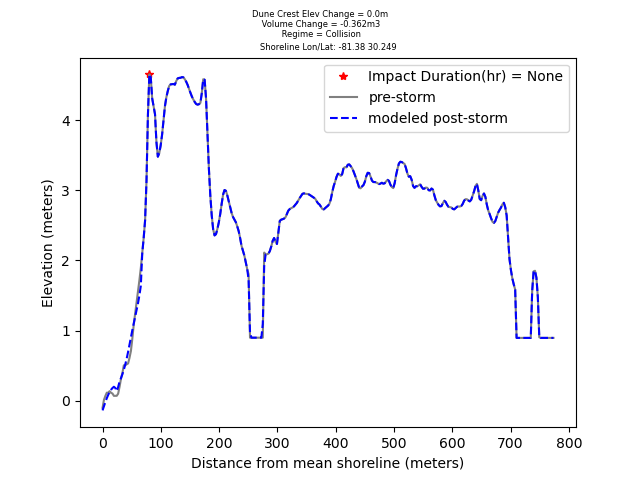 Dune Crest Elev Change = 0.0m
Volume Change = -0.362m3
Regime = Collision
Shoreline Lon/Lat: -81.38 30.249
Impact Duration(hr) = None
pre-storm
modeled post-storm
Elevation (meters)
4
3
2
1
0
0 100 200 300 400 500 600 700 800
Distance from mean shoreline (meters)